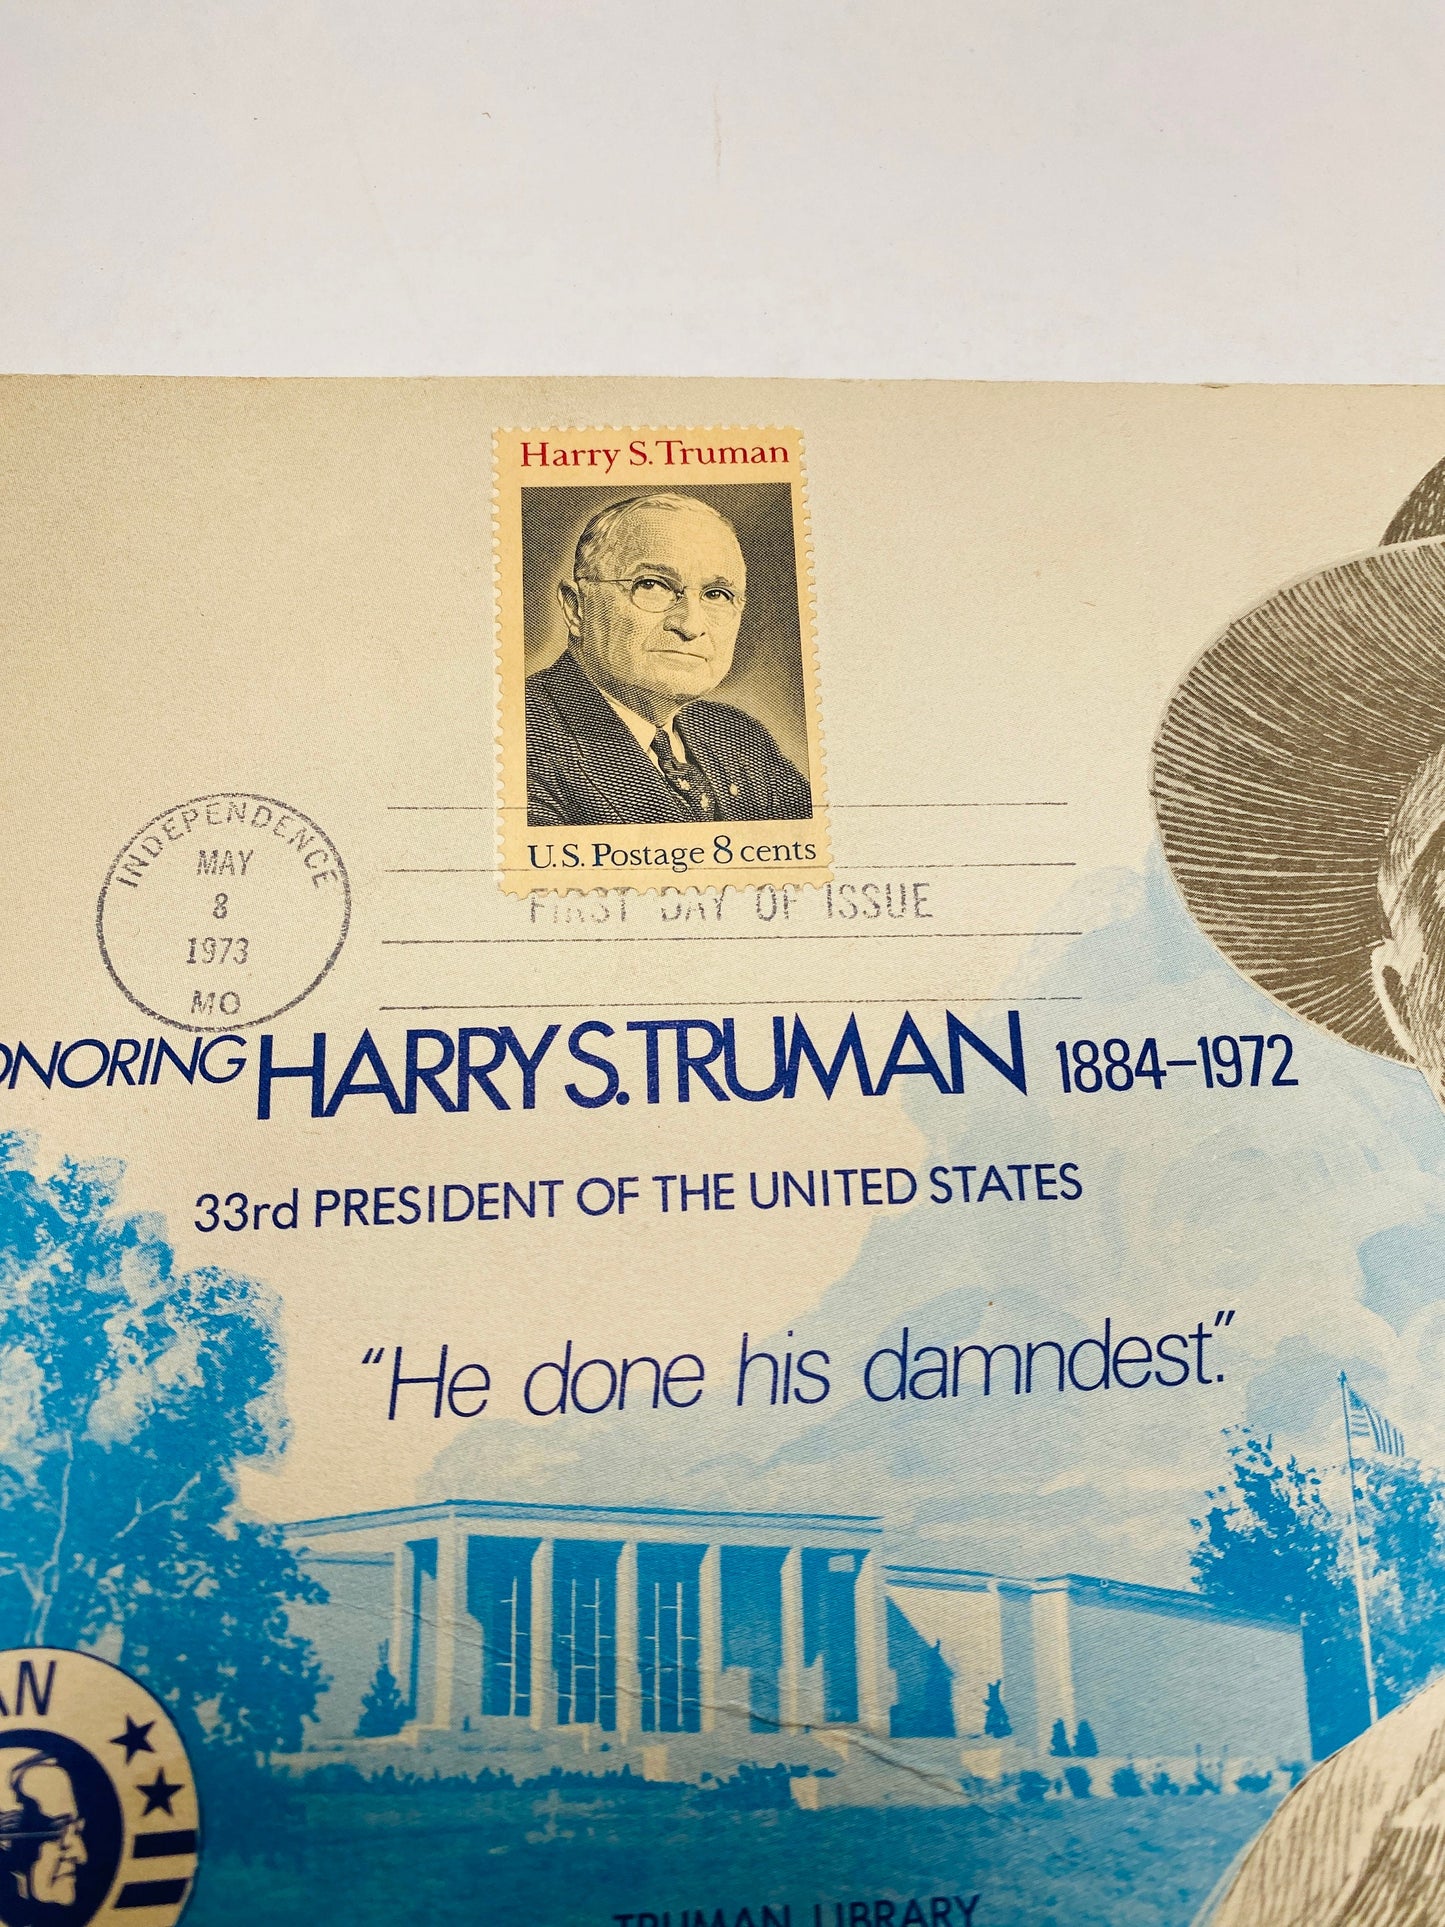 Harry S. Truman
U.S. Postage 8 cents
INDEPENDENCE
MAY
8
1973
MO
FIRST DAY OF ISSUE
HARRY S. TRUMAN 1884–1972
33rd PRESIDENT OF THE UNITED STATES
“He done his damndest.”
TRUMAN LIBRARY